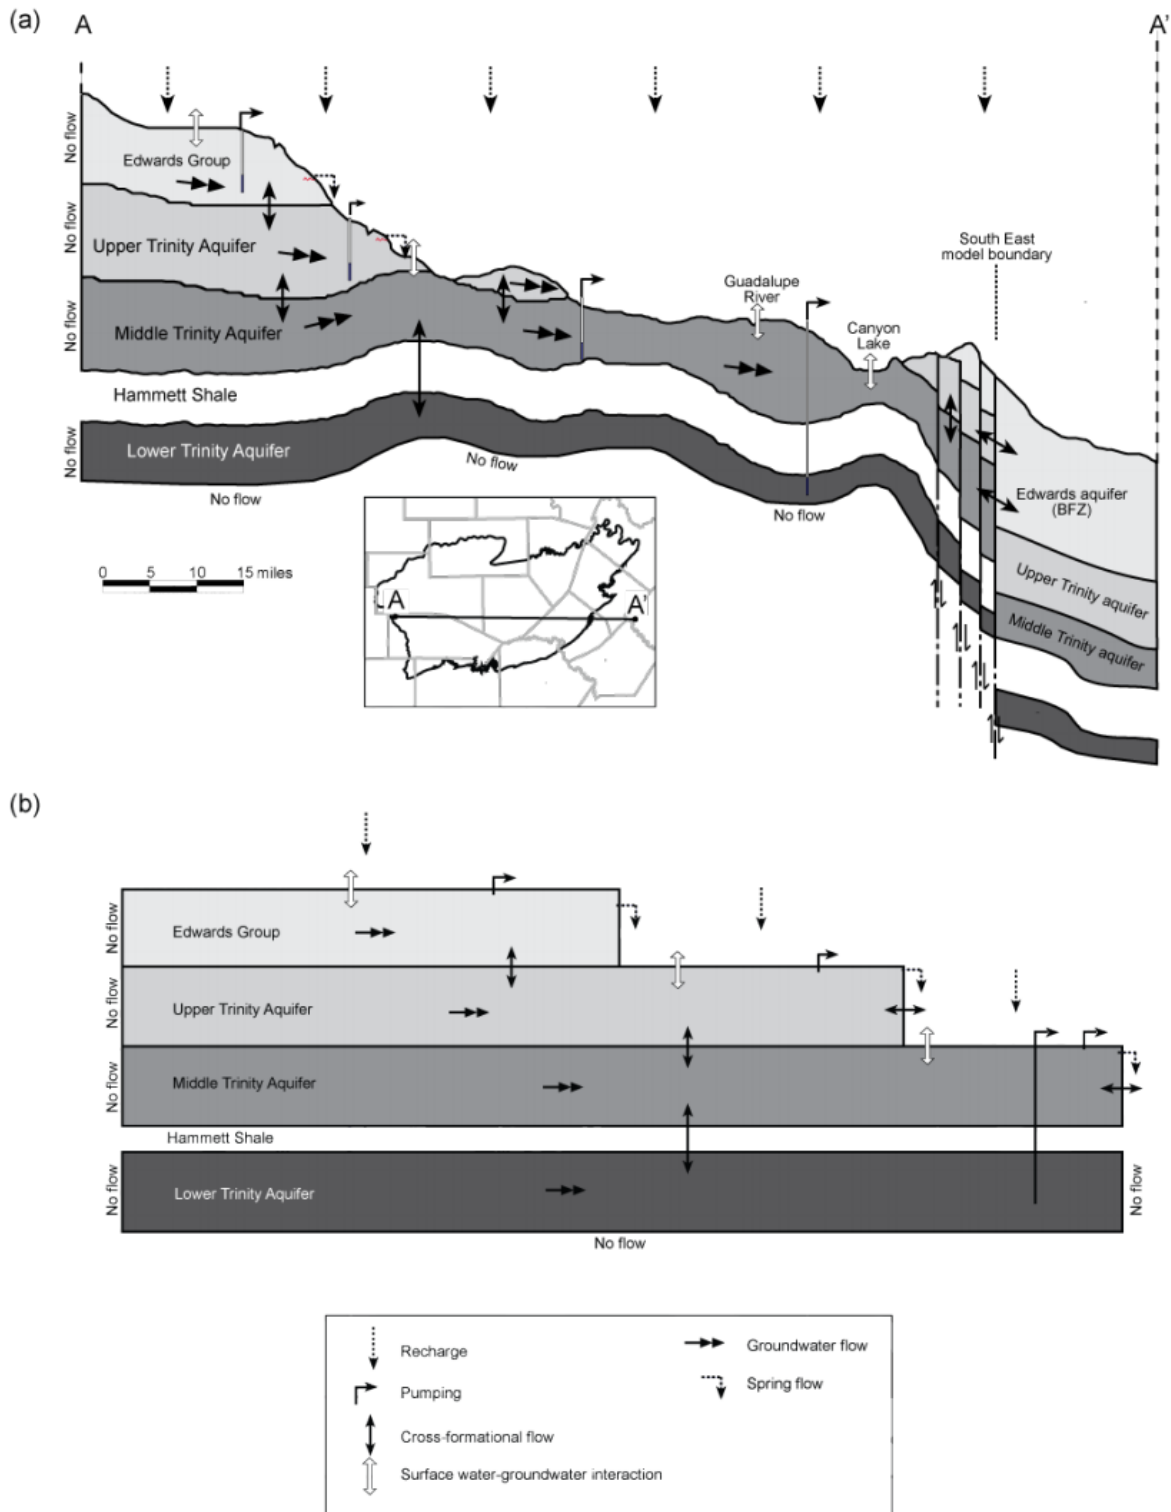 (a)
A
A'
No flow
Edwards Group
No flow
Upper Trinity Aquifer
South East
model boundary
Guadalupe
River
No flow
Middle Trinity Aquifer
Canyon
Lake
Hammett Shale
No flow
Lower Trinity Aquifer
No flow
No flow
No flow
Edwards aquifer
(BFZ)
Upper Trinity aquifer
Middle Trinity aquifer
0 5 10 15 miles
A
A'
(b)
No flow
Edwards Group
No flow
Upper Trinity Aquifer
No flow
Middle Trinity Aquifer
Hammett Shale
No flow
Lower Trinity Aquifer
No flow
No flow
Recharge
Groundwater flow
Pumping
Spring flow
Cross-formational flow
Surface water-groundwater interaction